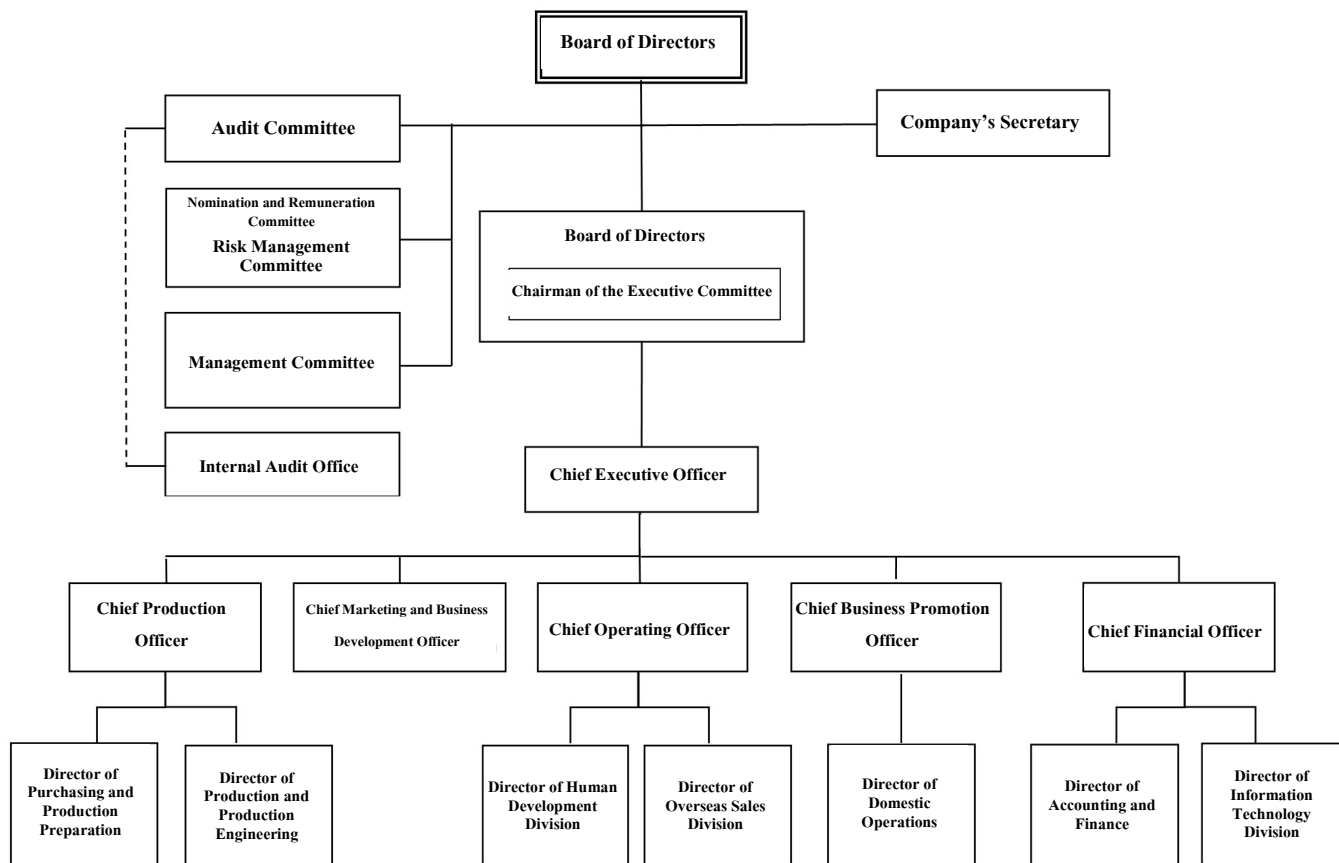 Board of Directors
Audit Committee
Company’s Secretary
Nomination and Remuneration
Committee
Risk Management
Committee
Board of Directors
Chairman of the Executive Committee
Management Committee
Internal Audit Office
Chief Executive Officer
Chief Production
Officer
Chief Marketing and Business
Development Officer
Chief Operating Officer
Chief Business Promotion
Officer
Chief Financial Officer
Director of
Purchasing and
Production
Preparation
Director of
Production and
Production
Engineering
Director of Human
Development
Division
Director of
Overseas Sales
Division
Director of
Domestic
Operations
Director of
Accounting and
Finance
Director of
Information
Technology
Division